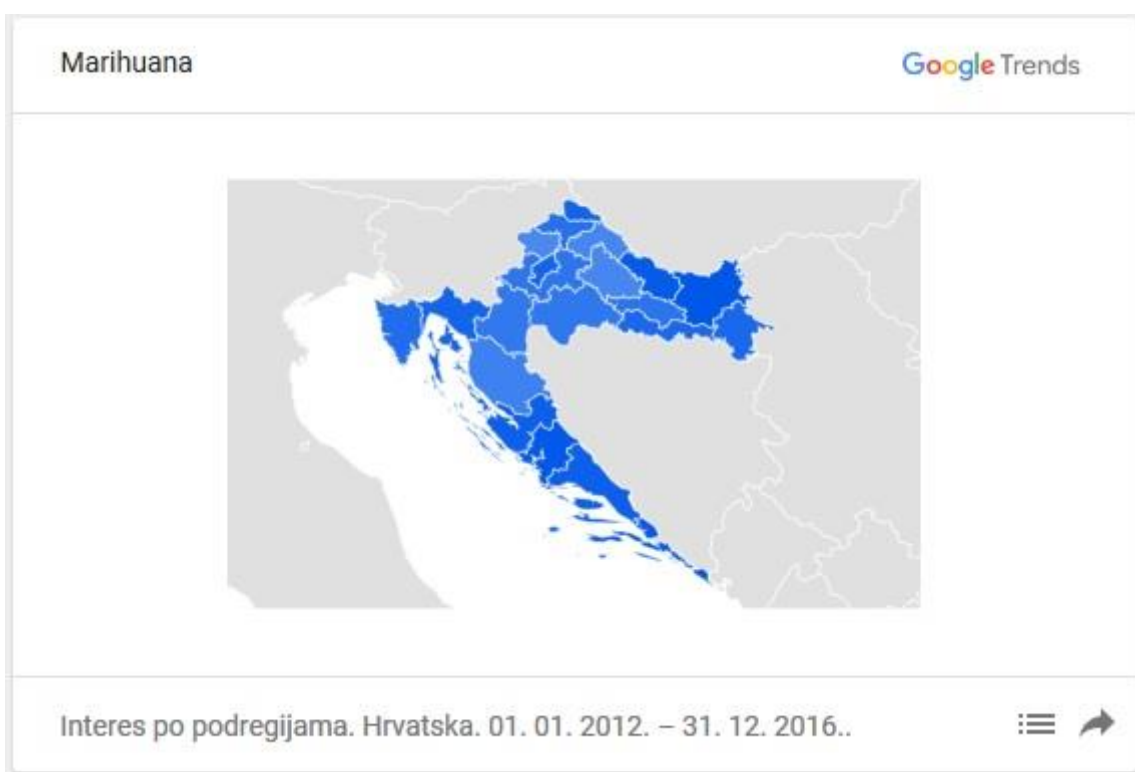 Marihuana
Google Trends
Interes po podregijama. Hrvatska. 01. 01. 2012. – 31. 12. 2016..